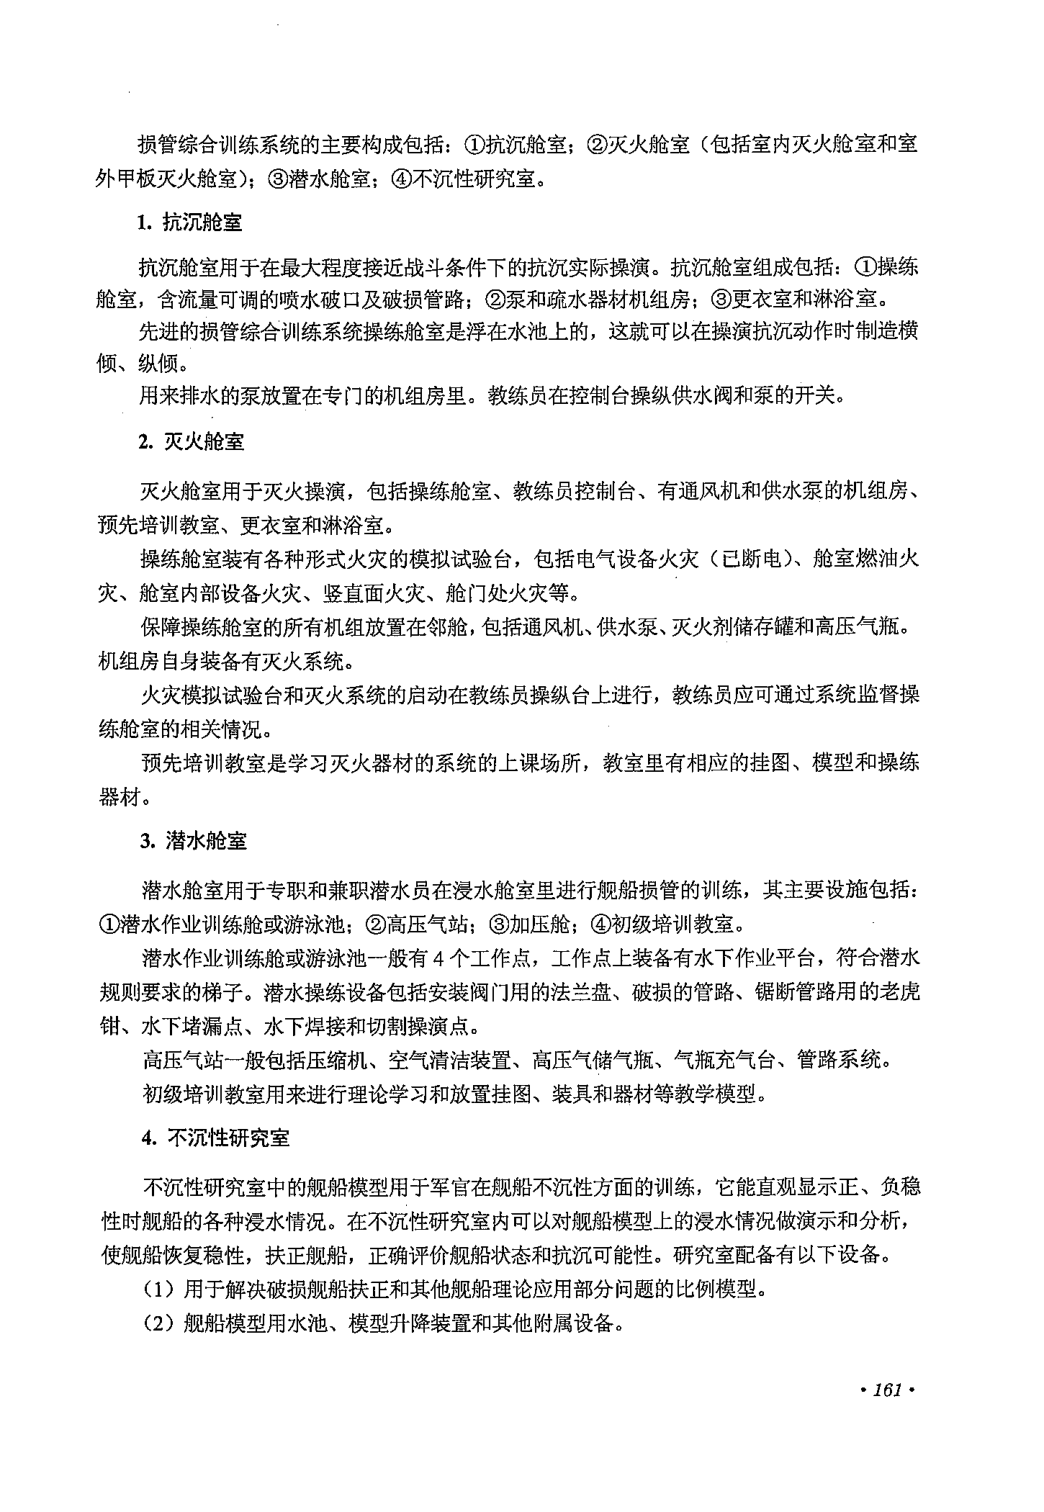 损管综合训练系统的主要构成包括：①抗沉舱室；②灭火舱室（包括室内灭火舱室和室
外甲板灭火舱室）；③潜水舱室；④不沉性研究室。
1. 抗沉舱室
抗沉舱室用于在最大程度接近战斗条件下的抗沉实际操演。抗沉舱室组成包括：①操练
舱室，含流量可调的喷水破口及破损管路；②泵和疏水器材机组房；③更衣室和淋浴室。
先进的损管综合训练系统操练舱室是浮在水池上的，这就可以在操演抗沉动作时制造横
倾、纵倾。
用来排水的泵放置在专门的机组房里。教练员在控制台操纵供水阀和泵的开关。
2. 灭火舱室
灭火舱室用于灭火操演，包括操练舱室、教练员控制台、有通风机和供水泵的机组房、
预先培训教室、更衣室和淋浴室。
操练舱室装有各种形式火灾的模拟试验台，包括电气设备火灾（已断电）、舱室燃油火
灾、舱室内部设备火灾、竖直面火灾、舱门处火灾等。
保障操练舱室的所有机组放置在邻舱，包括通风机、供水泵、灭火剂储存罐和高压气瓶。
机组房自身装备有灭火系统。
火灾模拟试验台和灭火系统的启动在教练员操纵台上进行，教练员应可通过系统监督操
练舱室的相关情况。
预先培训教室是学习灭火器材的系统的上课场所，教室里有相应的挂图、模型和操练
器材。
3. 潜水舱室
潜水舱室用于专职和兼职潜水员在浸水舱室里进行舰船损管的训练，其主要设施包括：
①潜水作业训练舱或游泳池；②高压气站；③加压舱；④初级培训教室。
潜水作业训练舱或游泳池一般有 4 个工作点，工作点上装备有水下作业平台，符合潜水
规则要求的梯子。潜水操练设备包括安装阀门用的法兰盘、破损的管路、锯断管路用的老虎
钳、水下堵漏点、水下焊接和切割操演点。
高压气站一般包括压缩机、空气清洁装置、高压气储气瓶、气瓶充气台、管路系统。
初级培训教室用来进行理论学习和放置挂图、装具和器材等教学模型。
4. 不沉性研究室
不沉性研究室中的舰船模型用于军官在舰船不沉性方面的训练，它能直观显示正、负稳
性时舰船的各种浸水情况。在不沉性研究室内可以对舰船模型上的浸水情况做演示和分析，
使舰船恢复稳性，扶正舰船，正确评价舰船状态和抗沉可能性。研究室配备有以下设备。
（1）用于解决破损舰船扶正和其他舰船理论应用部分问题的比例模型。
（2）舰船模型用水池、模型升降装置和其他附属设备。
· 161 ·